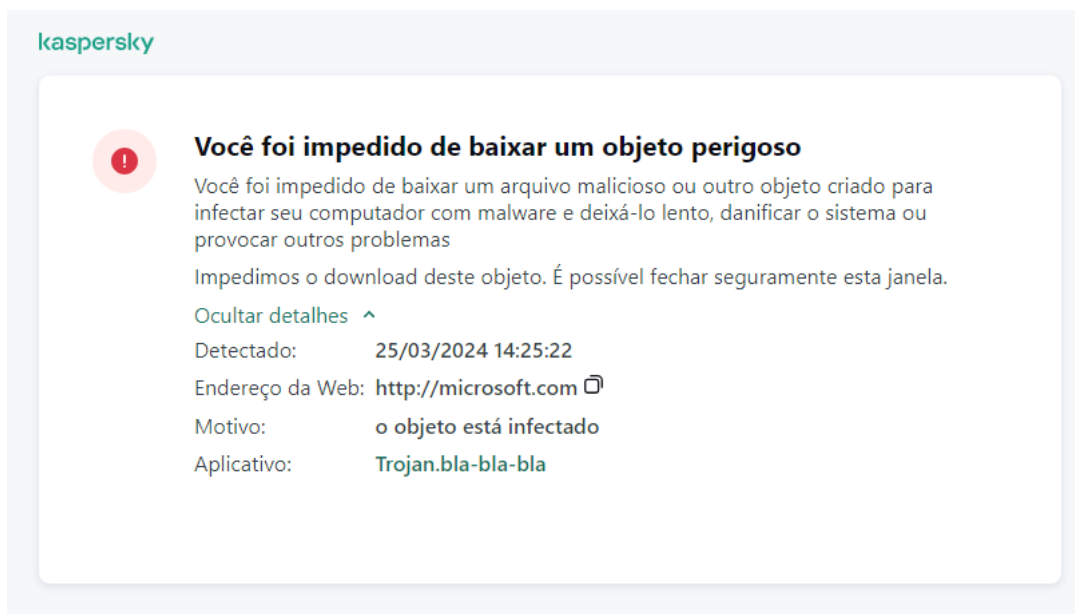 kaspersky
Você foi impedido de baixar um objeto perigoso
Você foi impedido de baixar um arquivo malicioso ou outro objeto criado para
infectar seu computador com malware e deixá-lo lento, danificar o sistema ou
provocar outros problemas
Impedimos o download deste objeto. É possível fechar seguramente esta janela.
Ocultar detalhes
Detectado: 25/03/2024 14:25:22
Endereço da Web: http://microsoft.com
Motivo: o objeto está infectado
Aplicativo: Trojan.bla-bla-bla